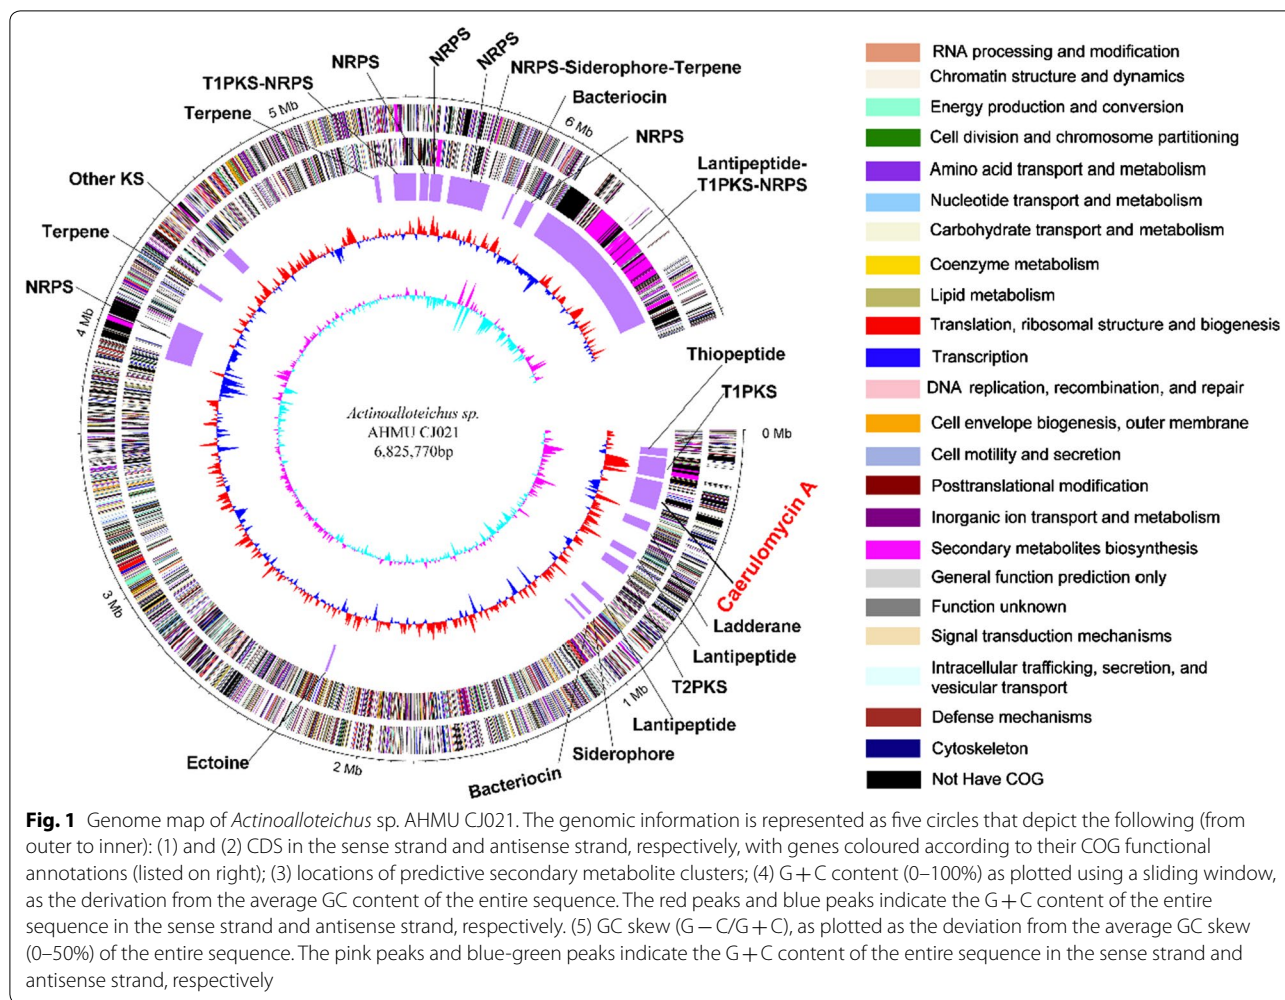 NRPS
NRPS
NRPS
NRPS-Siderophore-Terpene
T1PKS-NRPS
Bacteriocin
Terpene
5 Mb
6 Mb
NRPS
Lantipeptide-
T1PKS-NRPS
Other KS
Terpene
NRPS
4 Mb
Thiopeptide
T1PKS
Actinoalloteichus sp.
AHMU CJ021
6,825,770bp
0 Mb
Caerulomycin A
3 Mb
Ladderane
Lantipeptide
T2PKS
1 Mb
Lantipeptide
Siderophore
Bacteriocin
Ectoine
2 Mb
RNA processing and modification
Chromatin structure and dynamics
Energy production and conversion
Cell division and chromosome partitioning
Amino acid transport and metabolism
Nucleotide transport and metabolism
Carbohydrate transport and metabolism
Coenzyme metabolism
Lipid metabolism
Translation, ribosomal structure and biogenesis
Transcription
DNA replication, recombination, and repair
Cell envelope biogenesis, outer membrane
Cell motility and secretion
Posttranslational modification
Inorganic ion transport and metabolism
Secondary metabolites biosynthesis
General function prediction only
Function unknown
Signal transduction mechanisms
Intracellular trafficking, secretion, and
vesicular transport
Defense mechanisms
Cytoskeleton
Not Have COG
Fig. 1 Genome map of Actinoalloteichus sp. AHMU CJ021. The genomic information is represented as five circles that depict the following (from
outer to inner): (1) and (2) CDS in the sense strand and antisense strand, respectively, with genes coloured according to their COG functional
annotations (listed on right); (3) locations of predictive secondary metabolite clusters; (4) G + C content (0–100%) as plotted using a sliding window,
as the derivation from the average GC content of the entire sequence. The red peaks and blue peaks indicate the G + C content of the entire
sequence in the sense strand and antisense strand, respectively. (5) GC skew (G − C/G + C), as plotted as the deviation from the average GC skew
(0–50%) of the entire sequence. The pink peaks and blue-green peaks indicate the G + C content of the entire sequence in the sense strand and
antisense strand, respectively